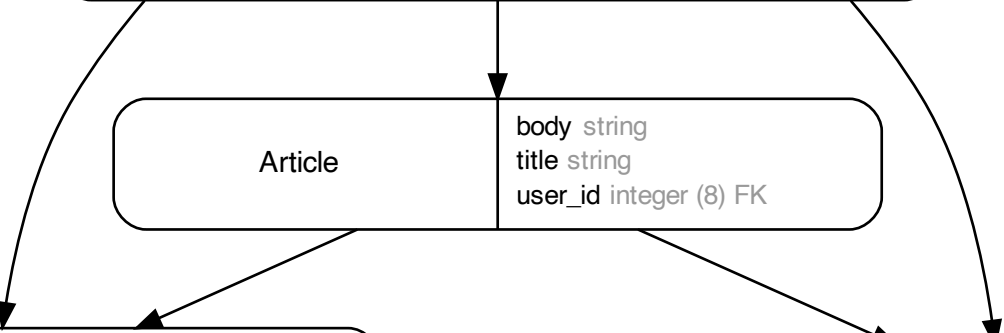 Article
body string
title string
user_id integer (8) FK